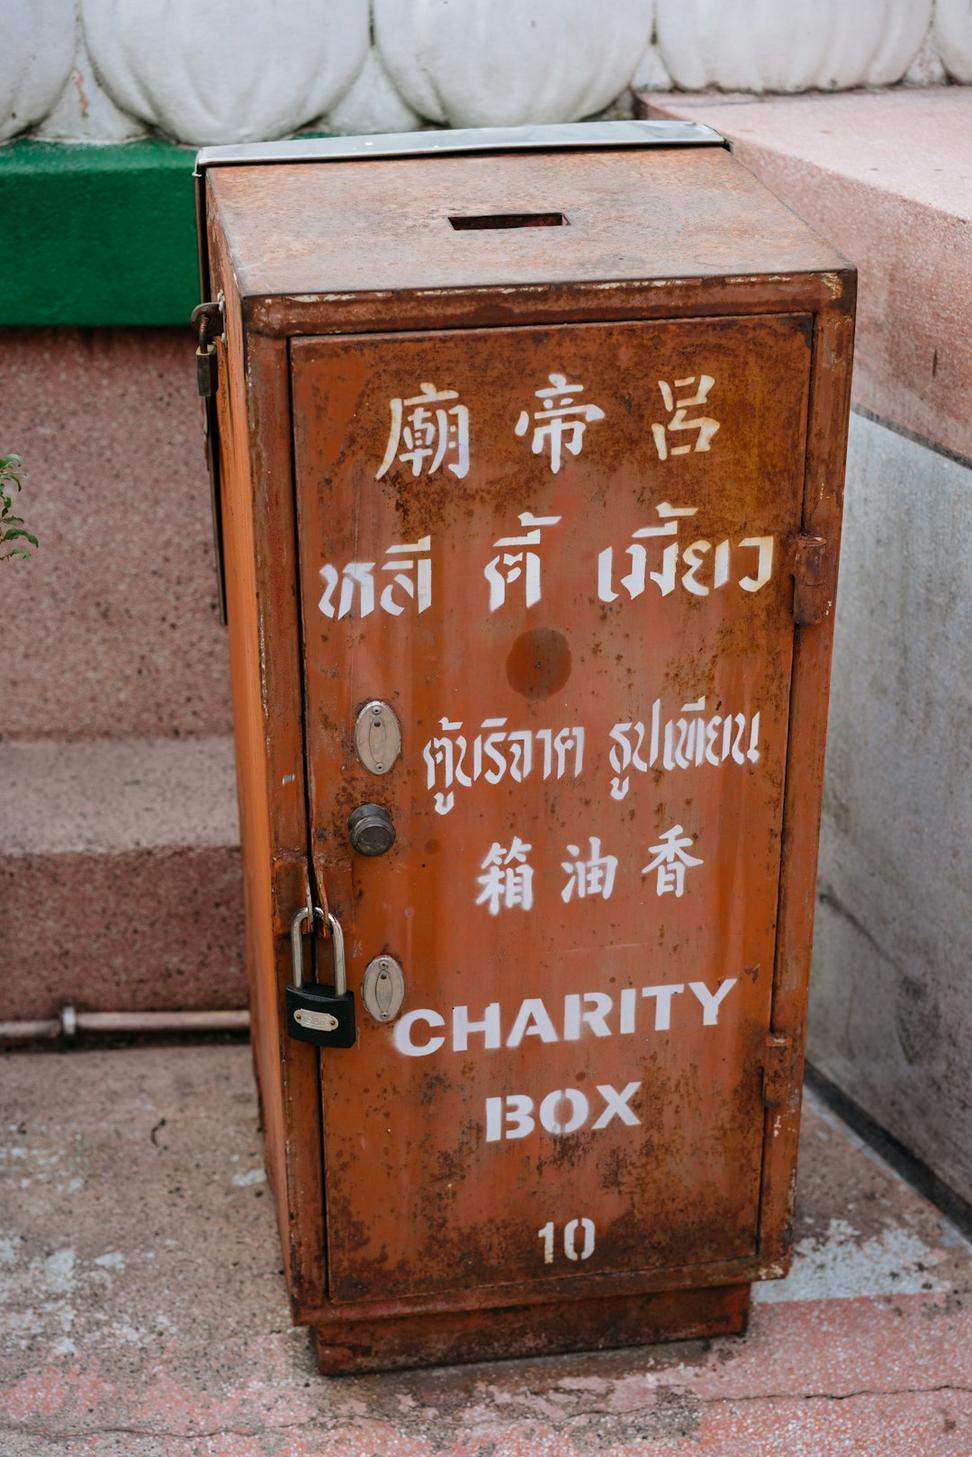 呂帝廟
หลี ตี้ เมี้ยว
ตู้บริจาค ธูปเทียน
香油箱
CHARITY
BOX
10